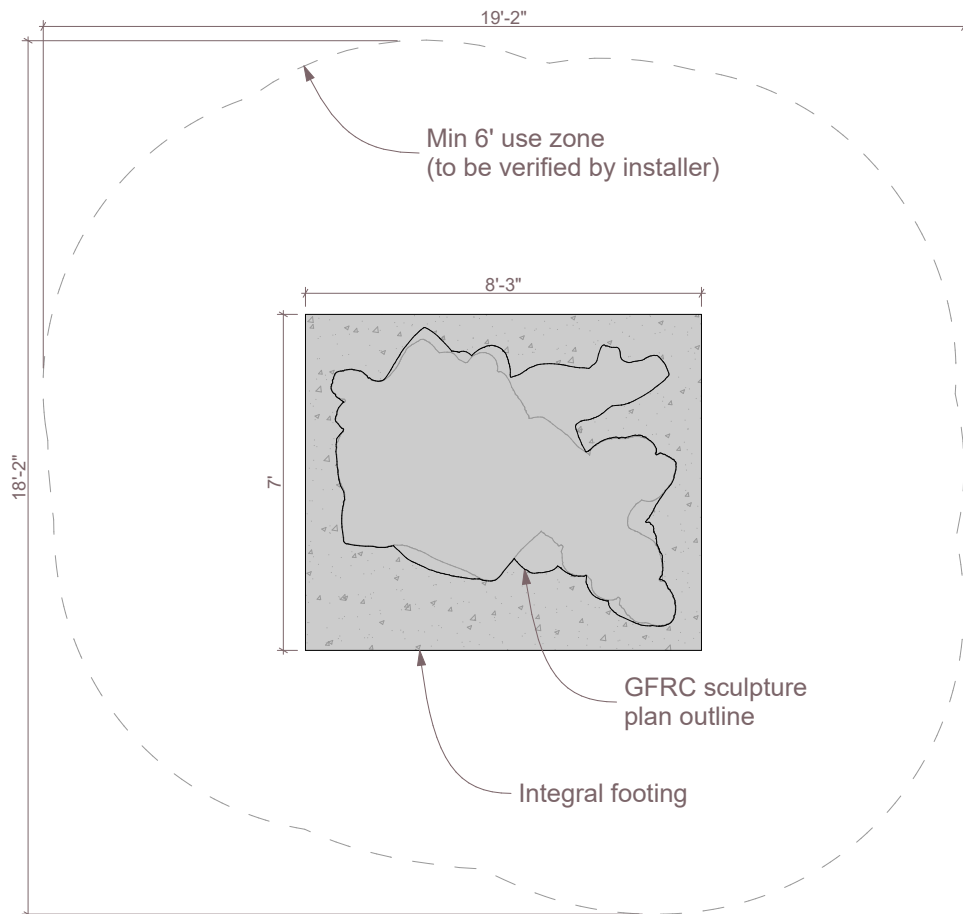 19'-2"
Min 6' use zone
(to be verified by installer)
8'-3"
18'-2"
7'
GFRC sculpture
plan outline
Integral footing